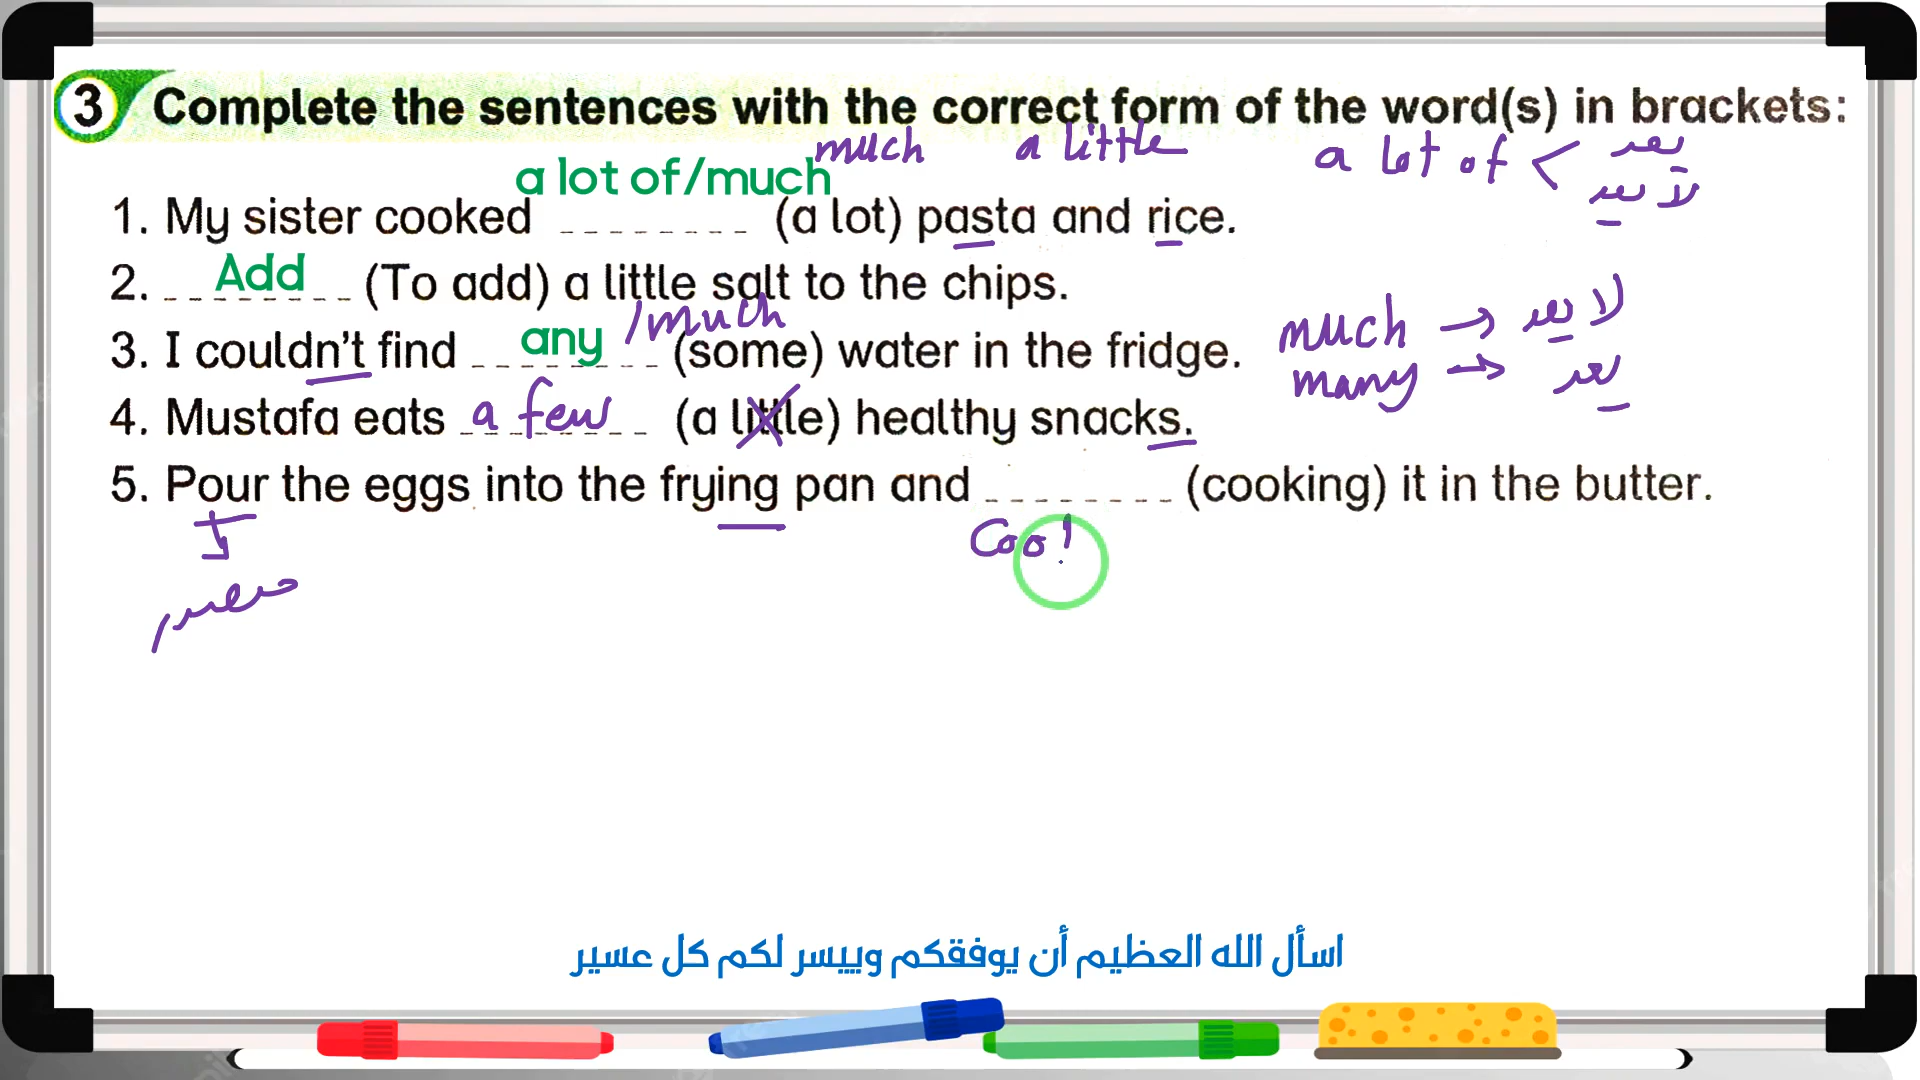 3 Complete the sentences with the correct form of the word(s) in brackets:
much a little a lot of < يعد
لا يعد
a lot of/much
1. My sister cooked ________ (a lot) pasta and rice.
2. Add (To add) a little salt to the chips.
3. I couldn't find any /much (some) water in the fridge.
much → لا يعد
many → يعد
4. Mustafa eats a few (a little) healthy snacks.
5. Pour the eggs into the frying pan and ________ (cooking) it in the butter.
اسأل الله العظيم أن يوفقكم وييسر لكم كل عسير